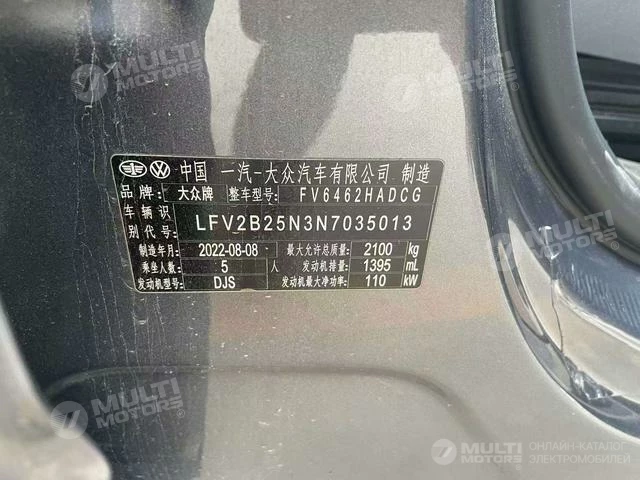 中国 一汽-大众汽车有限公司 制造
品牌: 大众牌 整车型号: FV6462HADCG
车辆识别代号: LFV2B25N3N7035013
制造年月: 2022-08-08 最大允许总质量: 2100 kg
乘坐人数: 5 人 发动机排量: 1395 mL
发动机型号: DJS 发动机最大净功率: 110 kW
MULTI MOTORS®
MULTI MOTORS®
MULTI MOTORS®
MULTI MOTORS®
MULTI MOTORS®
ОНЛАЙН-КАТАЛОГ
ЭЛЕКТРОМОБИЛЕЙ